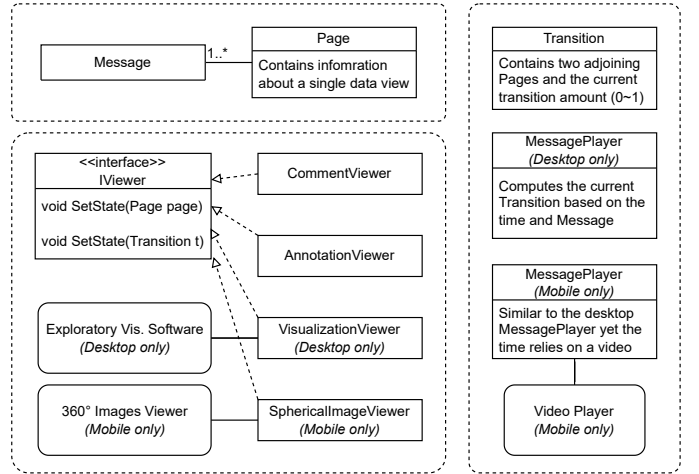 Message
1..*
Page
Contains infomration
about a single data view
<<interface>>
IViewer
void SetState(Page page)
void SetState(Transition t)
CommentViewer
AnnotationViewer
Exploratory Vis. Software
(Desktop only)
VisualizationViewer
(Desktop only)
360° Images Viewer
(Mobile only)
SphericalImageViewer
(Mobile only)
Transition
Contains two adjoining
Pages and the current
transition amount (0~1)
MessagePlayer
(Desktop only)
Computes the current
Transition based on the
time and Message
MessagePlayer
(Mobile only)
Similar to the desktop
MessagePlayer yet the
time relies on a video
Video Player
(Mobile only)